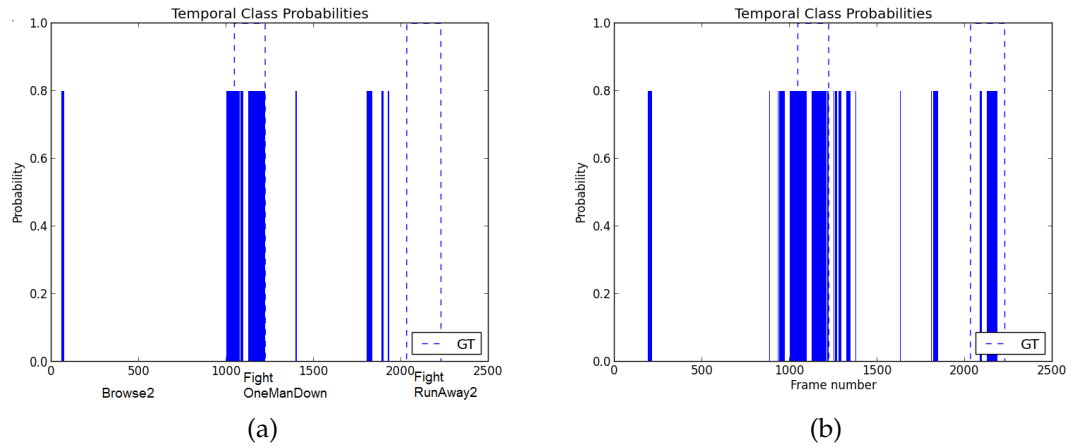 Temporal Class Probabilities
1.0
0.8
0.6
0.4
0.2
0.0
Probability
0 500 1000 1500 2000 2500
GT
Browse2
Fight
OneManDown
Fight
RunAway2
(a)
Temporal Class Probabilities
1.0
0.8
0.6
0.4
0.2
0.0
Probability
0 500 1000 1500 2000 2500
GT
Frame number
(b)